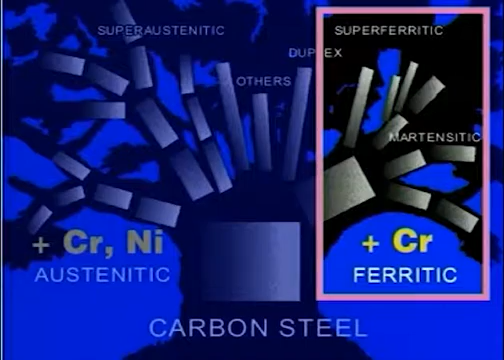 SUPERAUSTENITIC
SUPERFERRITIC
DUPLEX
OTHERS
MARTENSITIC
+ Cr, Ni
AUSTENITIC
+ Cr
FERRITIC
CARBON STEEL